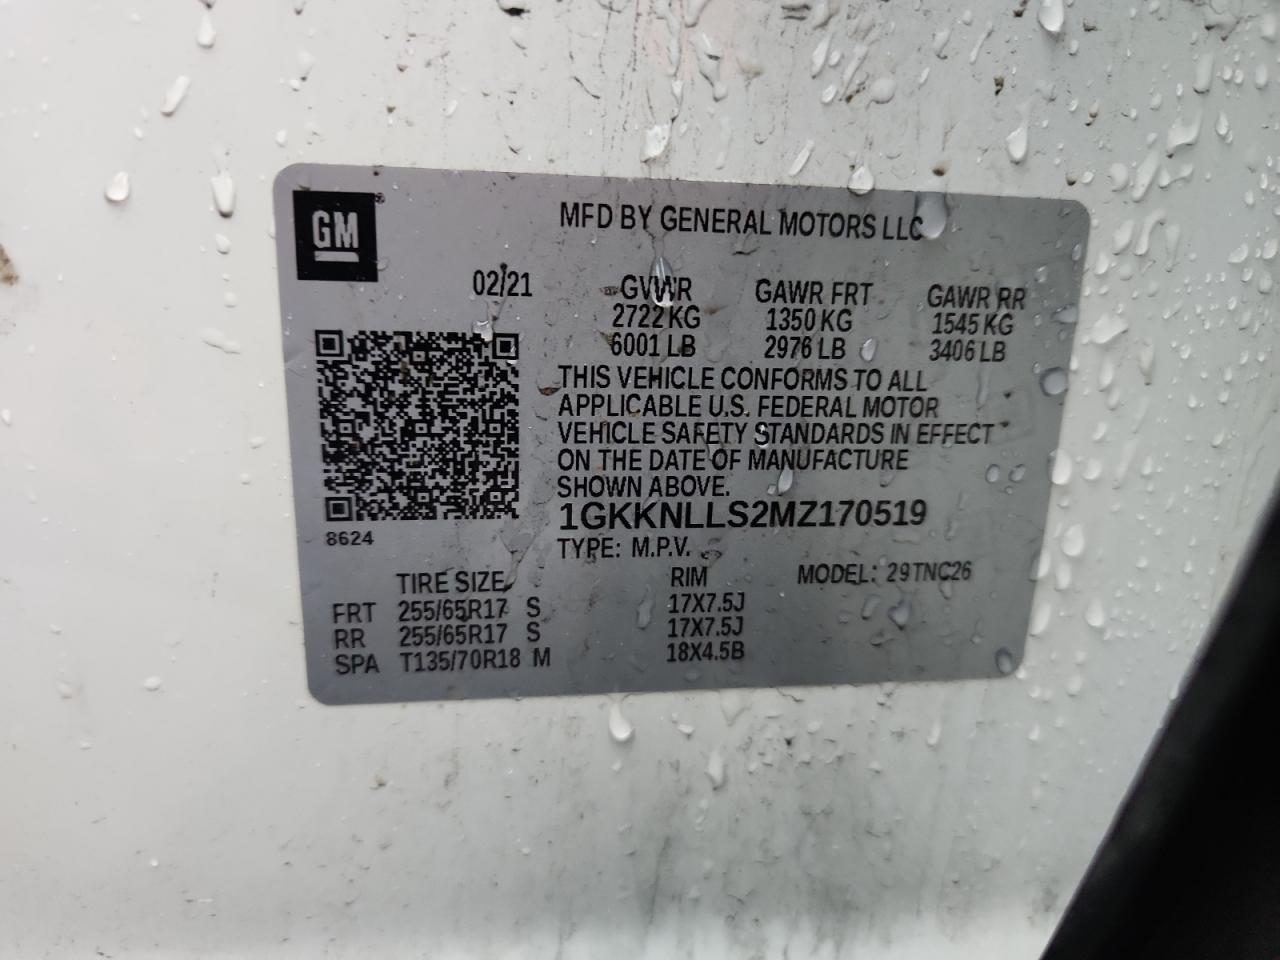 GM
MFD BY GENERAL MOTORS LLC
02/21 GVWR GAWR FRT GAWR RR
2722 KG 1350 KG 1545 KG
6001 LB 2976 LB 3406 LB
THIS VEHICLE CONFORMS TO ALL
APPLICABLE U.S. FEDERAL MOTOR
VEHICLE SAFETY STANDARDS IN EFFECT
ON THE DATE OF MANUFACTURE
SHOWN ABOVE.
1GKKNLLS2MZ170519
8624
TYPE: M.P.V. MODEL: 29TNC26
TIRE SIZE RIM
FRT 255/65R17 S 17X7.5J
RR 255/65R17 S 17X7.5J
SPA T135/70R18 M 18X4.5B